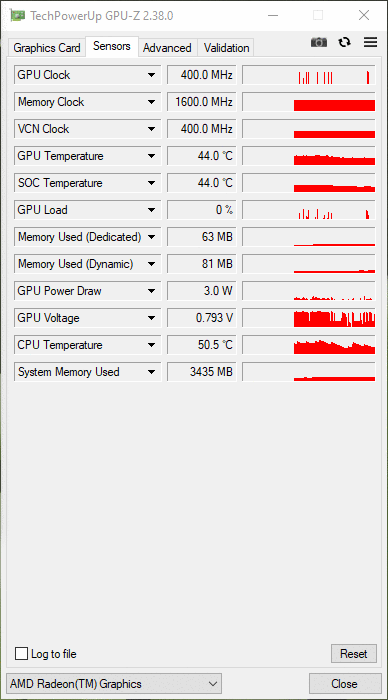 TechPowerUp GPU-Z 2.38.0
Graphics Card Sensors Advanced Validation
GPU Clock 400.0 MHz
Memory Clock 1600.0 MHz
VCN Clock 400.0 MHz
GPU Temperature 44.0 °C
SOC Temperature 44.0 °C
GPU Load 0 %
Memory Used (Dedicated) 63 MB
Memory Used (Dynamic) 81 MB
GPU Power Draw 3.0 W
GPU Voltage 0.793 V
CPU Temperature 50.5 °C
System Memory Used 3435 MB
Log to file Reset
AMD Radeon(TM) Graphics Close